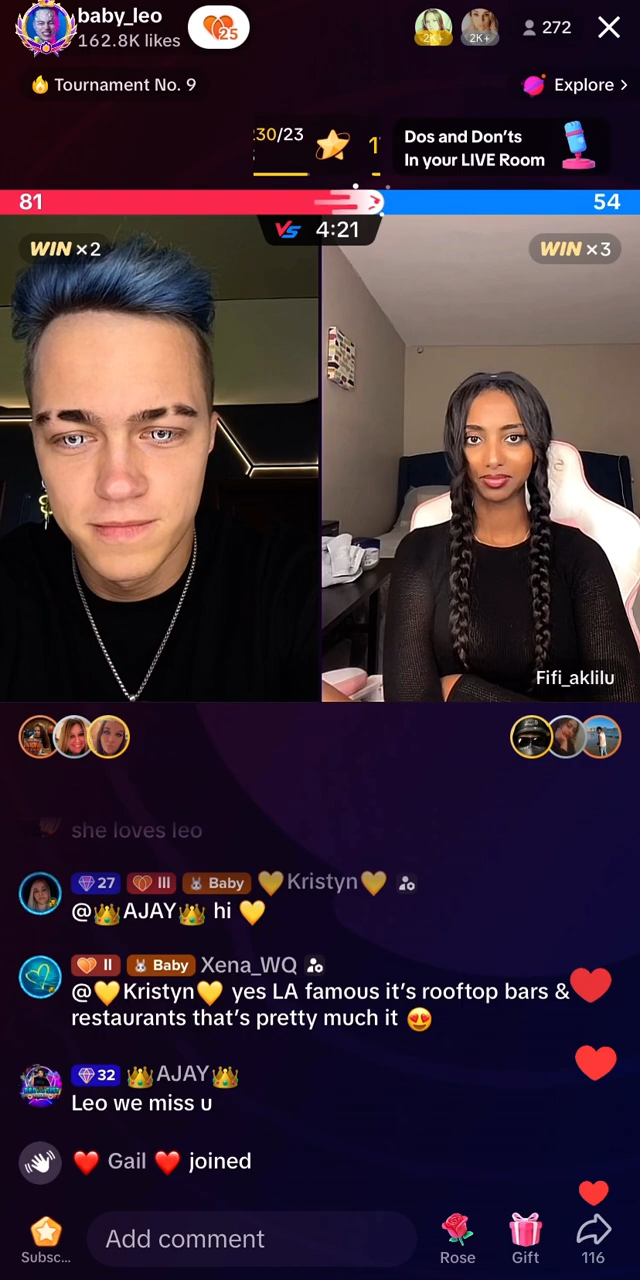 baby_leo
162.8K likes
25
2K+
2K+
272
Tournament No. 9
Explore >
30/23
1
Dos and Don'ts
In your LIVE Room
81
54
VS 4:21
WIN ×2
WIN ×3
Fifi_aklilu
she loves leo
27 III Baby 💛Kristyn💛
@👑AJAY👑 hi 💛
II Baby Xena_WQ
@💛Kristyn💛 yes LA famous it's rooftop bars &
restaurants that's pretty much it 😍
32 👑AJAY👑
Leo we miss u
❤️ Gail ❤️ joined
Subsc...
Add comment
Rose
Gift
116